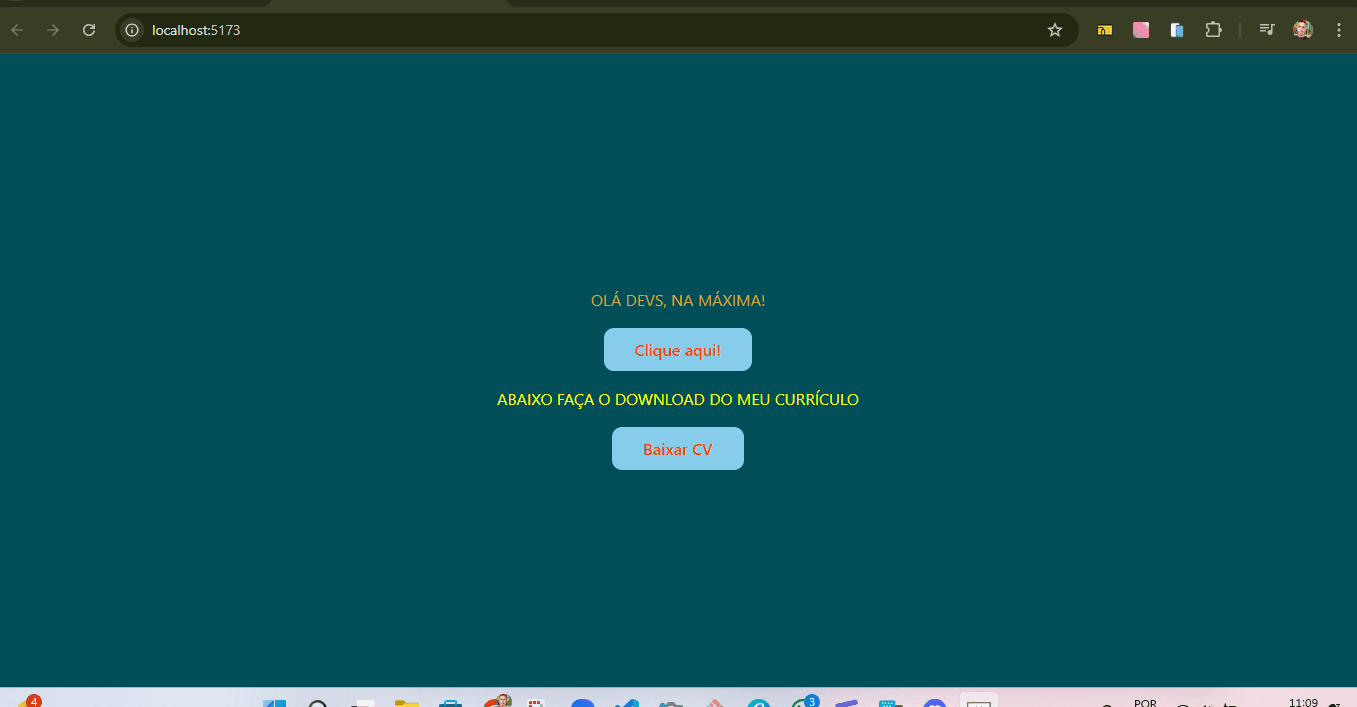 localhost:5173
OLÁ DEVS, NA MÁXIMA!
Clique aqui!
ABAIXO FAÇA O DOWNLOAD DO MEU CURRÍCULO
Baixar CV
4
3
POR
11:09